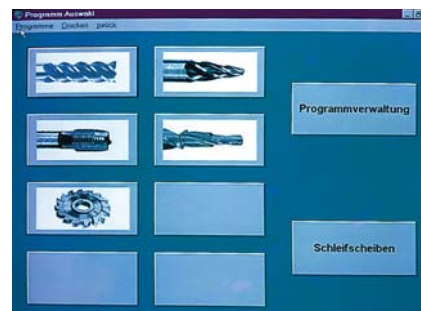 Programm Auswahl
Programme Drucken zurück
Programmverwaltung
Schleifscheiben